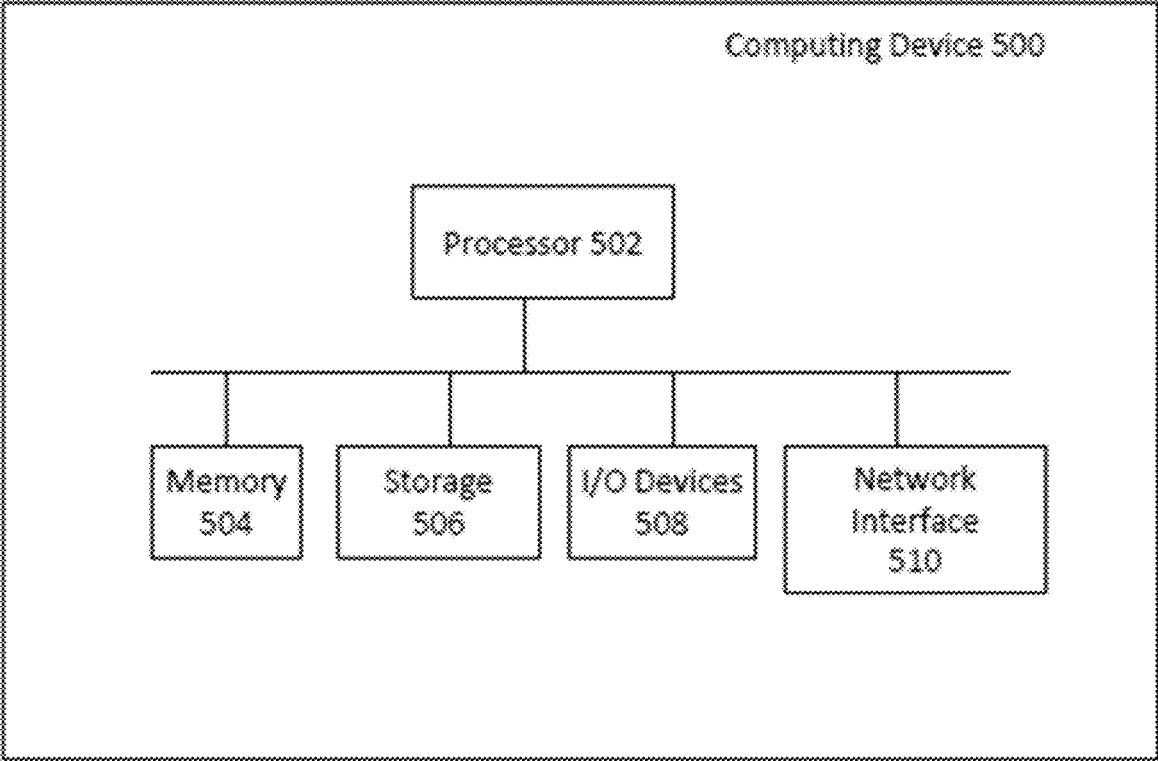 Computing Device 500
Processor 502
Memory
504
Storage
506
I/O Devices
508
Network
Interface
510